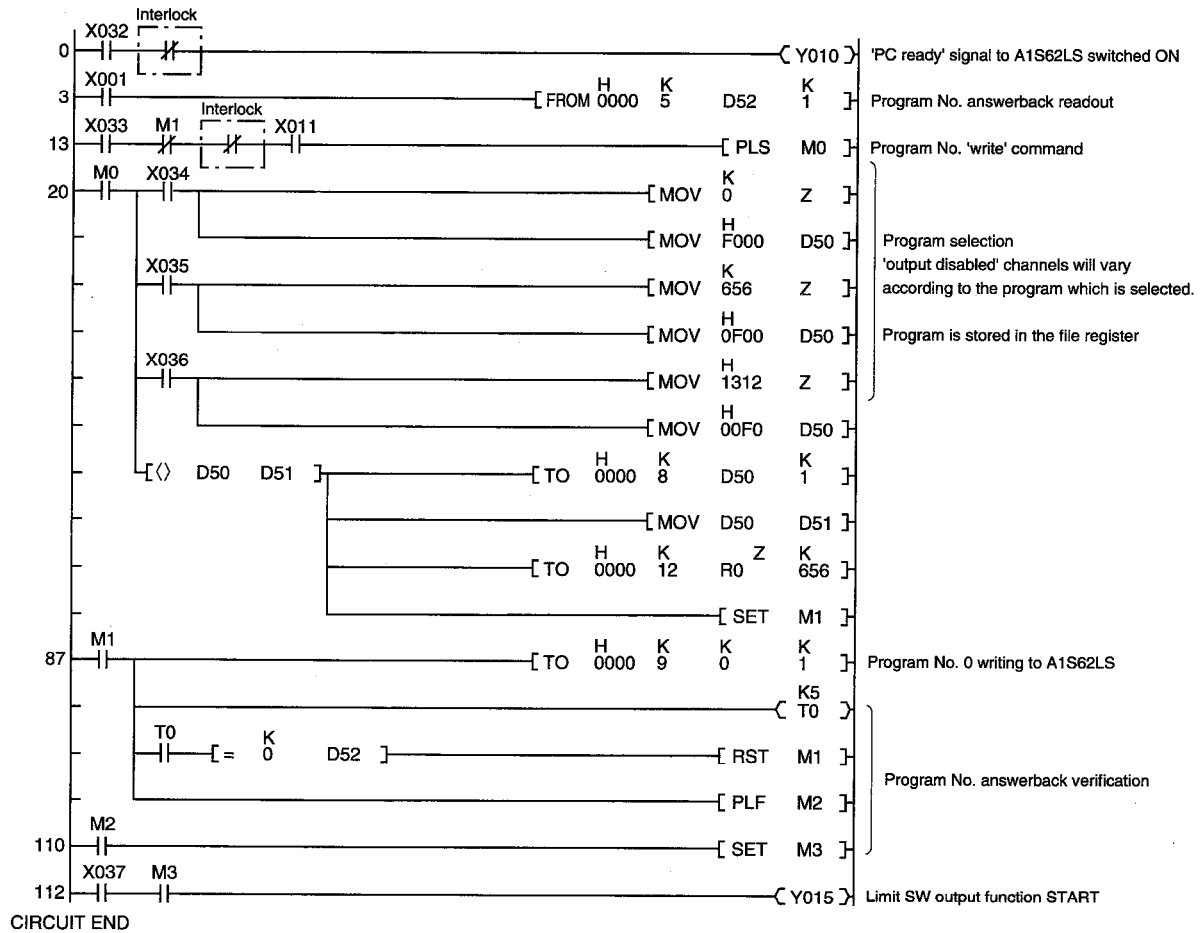 Interlock
X032
0 Y010 'PC ready' signal to A1S62LS switched ON
X001 H K K
3 FROM 0000 5 D52 1 Program No. answerback readout
Interlock
X033 M1 X011
13 PLS M0 Program No. 'write' command
M0 X034 K
20 MOV 0 Z
H
MOV F000 D50 Program selection
'output disabled' channels will vary
X035 K
MOV 656 Z according to the program which is selected.
H
MOV 0F00 D50 Program is stored in the file register
X036 H
MOV 1312 Z
H
MOV 00F0 D50
H K K
[<> D50 D51 ] TO 0000 8 D50 1
MOV D50 D51
H K Z K
TO 0000 12 R0 656
SET M1
M1 H K K K
87 TO 0000 9 0 1 Program No. 0 writing to A1S62LS
K5
T0
T0 K
[ = 0 D52 ] RST M1
Program No. answerback verification
PLF M2
M2
110 SET M3
X037 M3
112 Y015 Limit SW output function START
CIRCUIT END